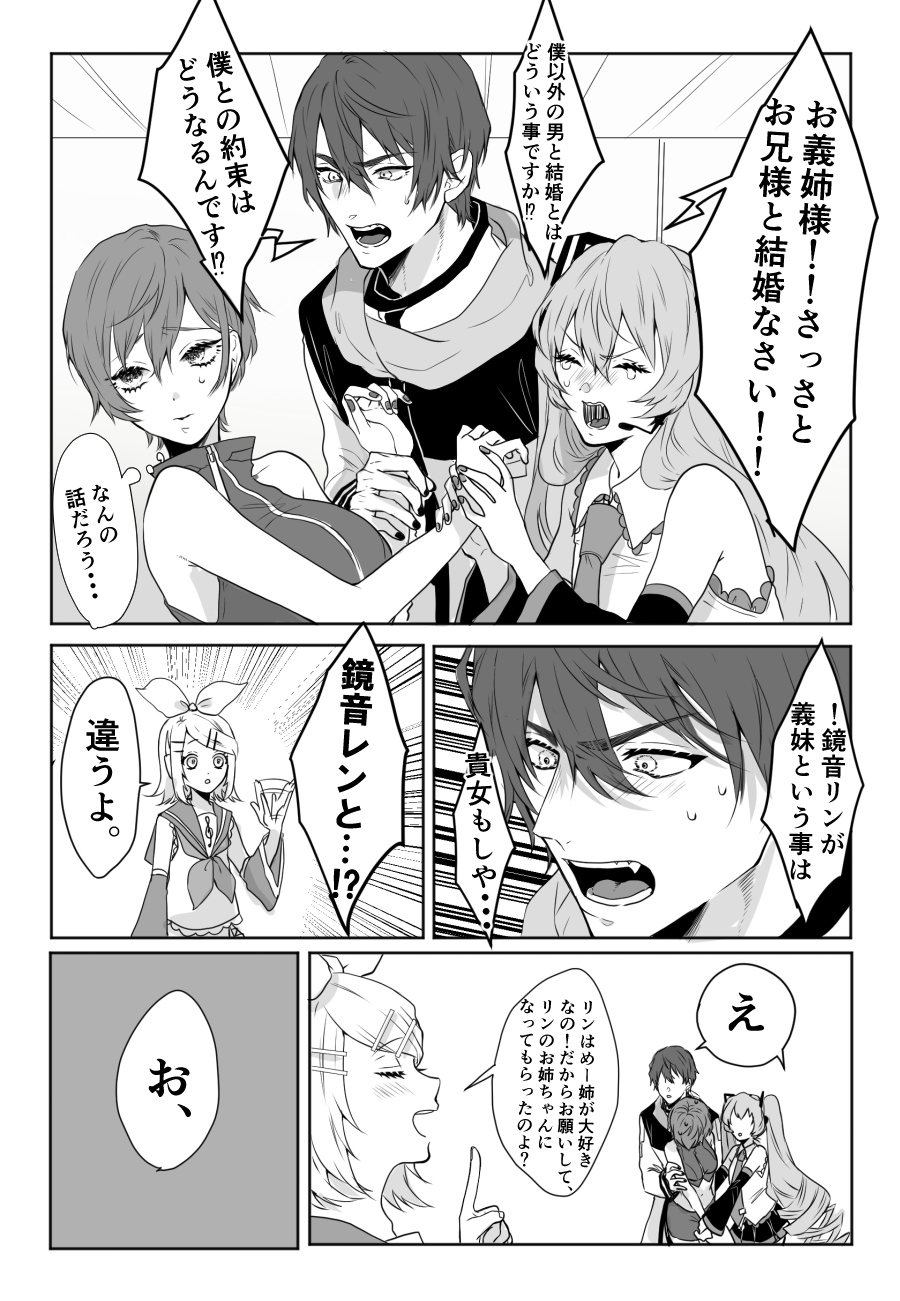 お義姉様！！さっさと
お兄様と結婚なさい！！
僕以外の男と結婚とは
どういう事ですか⁉
僕との約束は
どうなるんです⁉
なんの
話だろう・・・
！鏡音リンが
義妹という事は
貴女もしや・・・
鏡音レンと…⁉
違うよ。
え
リンはめー姉が大好き
なの！だからお願いして、
リンのお姉ちゃんに
なってもらったのよ？
お、